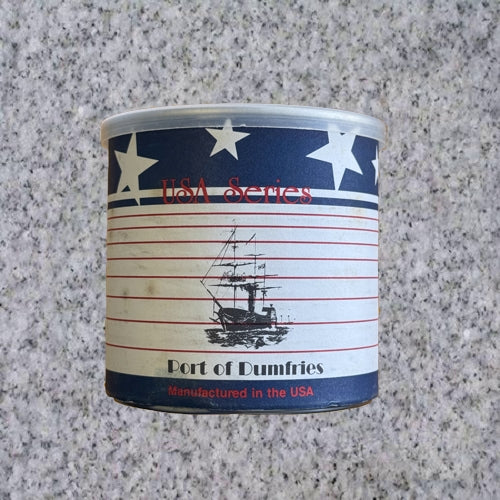 USA Series
Port of Dumfries
Manufactured in the USA